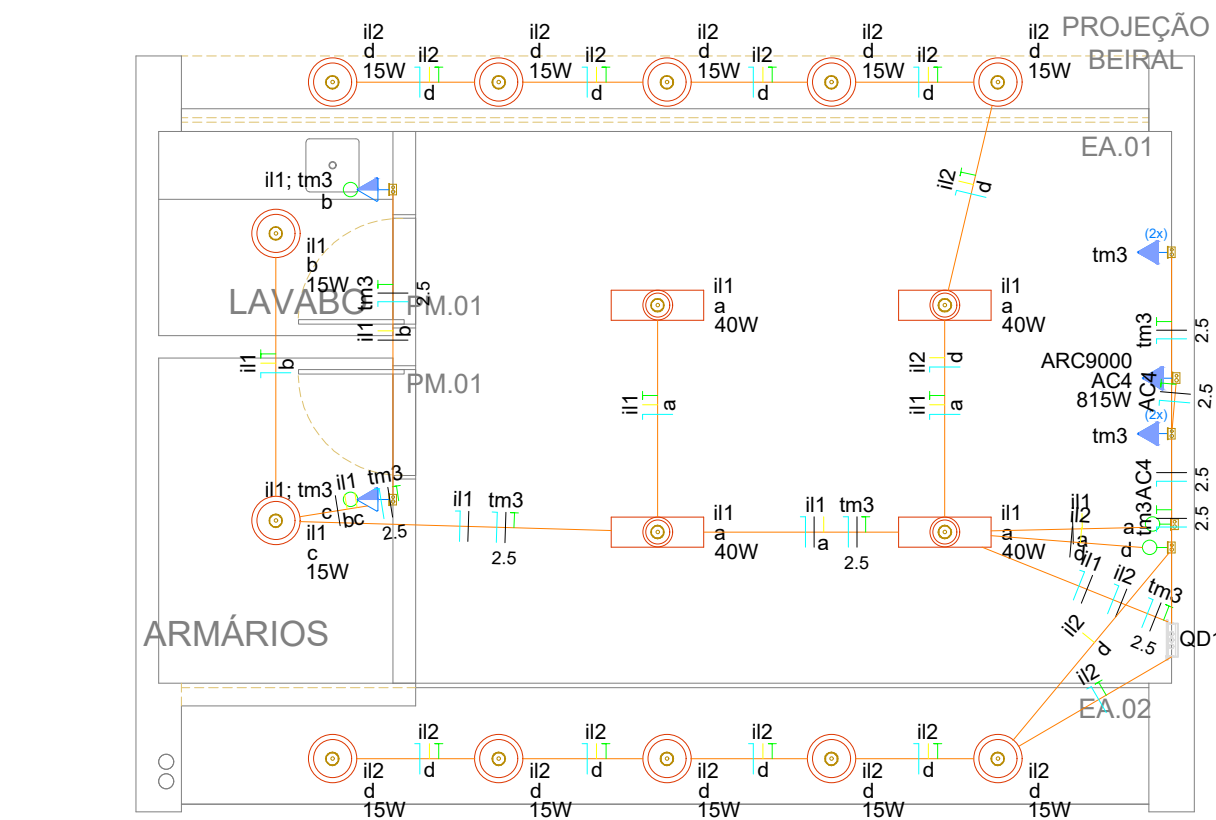 PROJEÇÃO
BEIRAL
il2
d
15W
il2
d
15W
il2
d
15W
il2
d
15W
il2
d
15W
il2
d
il2
d
il2
d
il2
d
EA.01
il2
d
il1; tm3
b
il1
b
15W
LAVABO
tm3
2.5
PM.01
il1
b
il1
b
PM.01
il1
a
40W
il1
a
40W
il2
d
il1
a
il1
a
(2x)
tm3
tm3
2.5
ARC9000
AC4
815W
AC4
2.5
(2x)
tm3
AC4
2.5
tm3
2.5
il1; tm3
c
il1
bc
tm3
2.5
il1
c
15W
il1
tm3
2.5
il1
a
40W
il1
a
tm3
2.5
il1
a
40W
il1
a
il2
d
a
d
il1
il2
tm3
2.5
QD1
il2
d
il2
ARMÁRIOS
EA.02
il2
d
il2
d
il2
d
il2
d
il2
d
15W
il2
d
15W
il2
d
15W
il2
d
15W
il2
d
15W